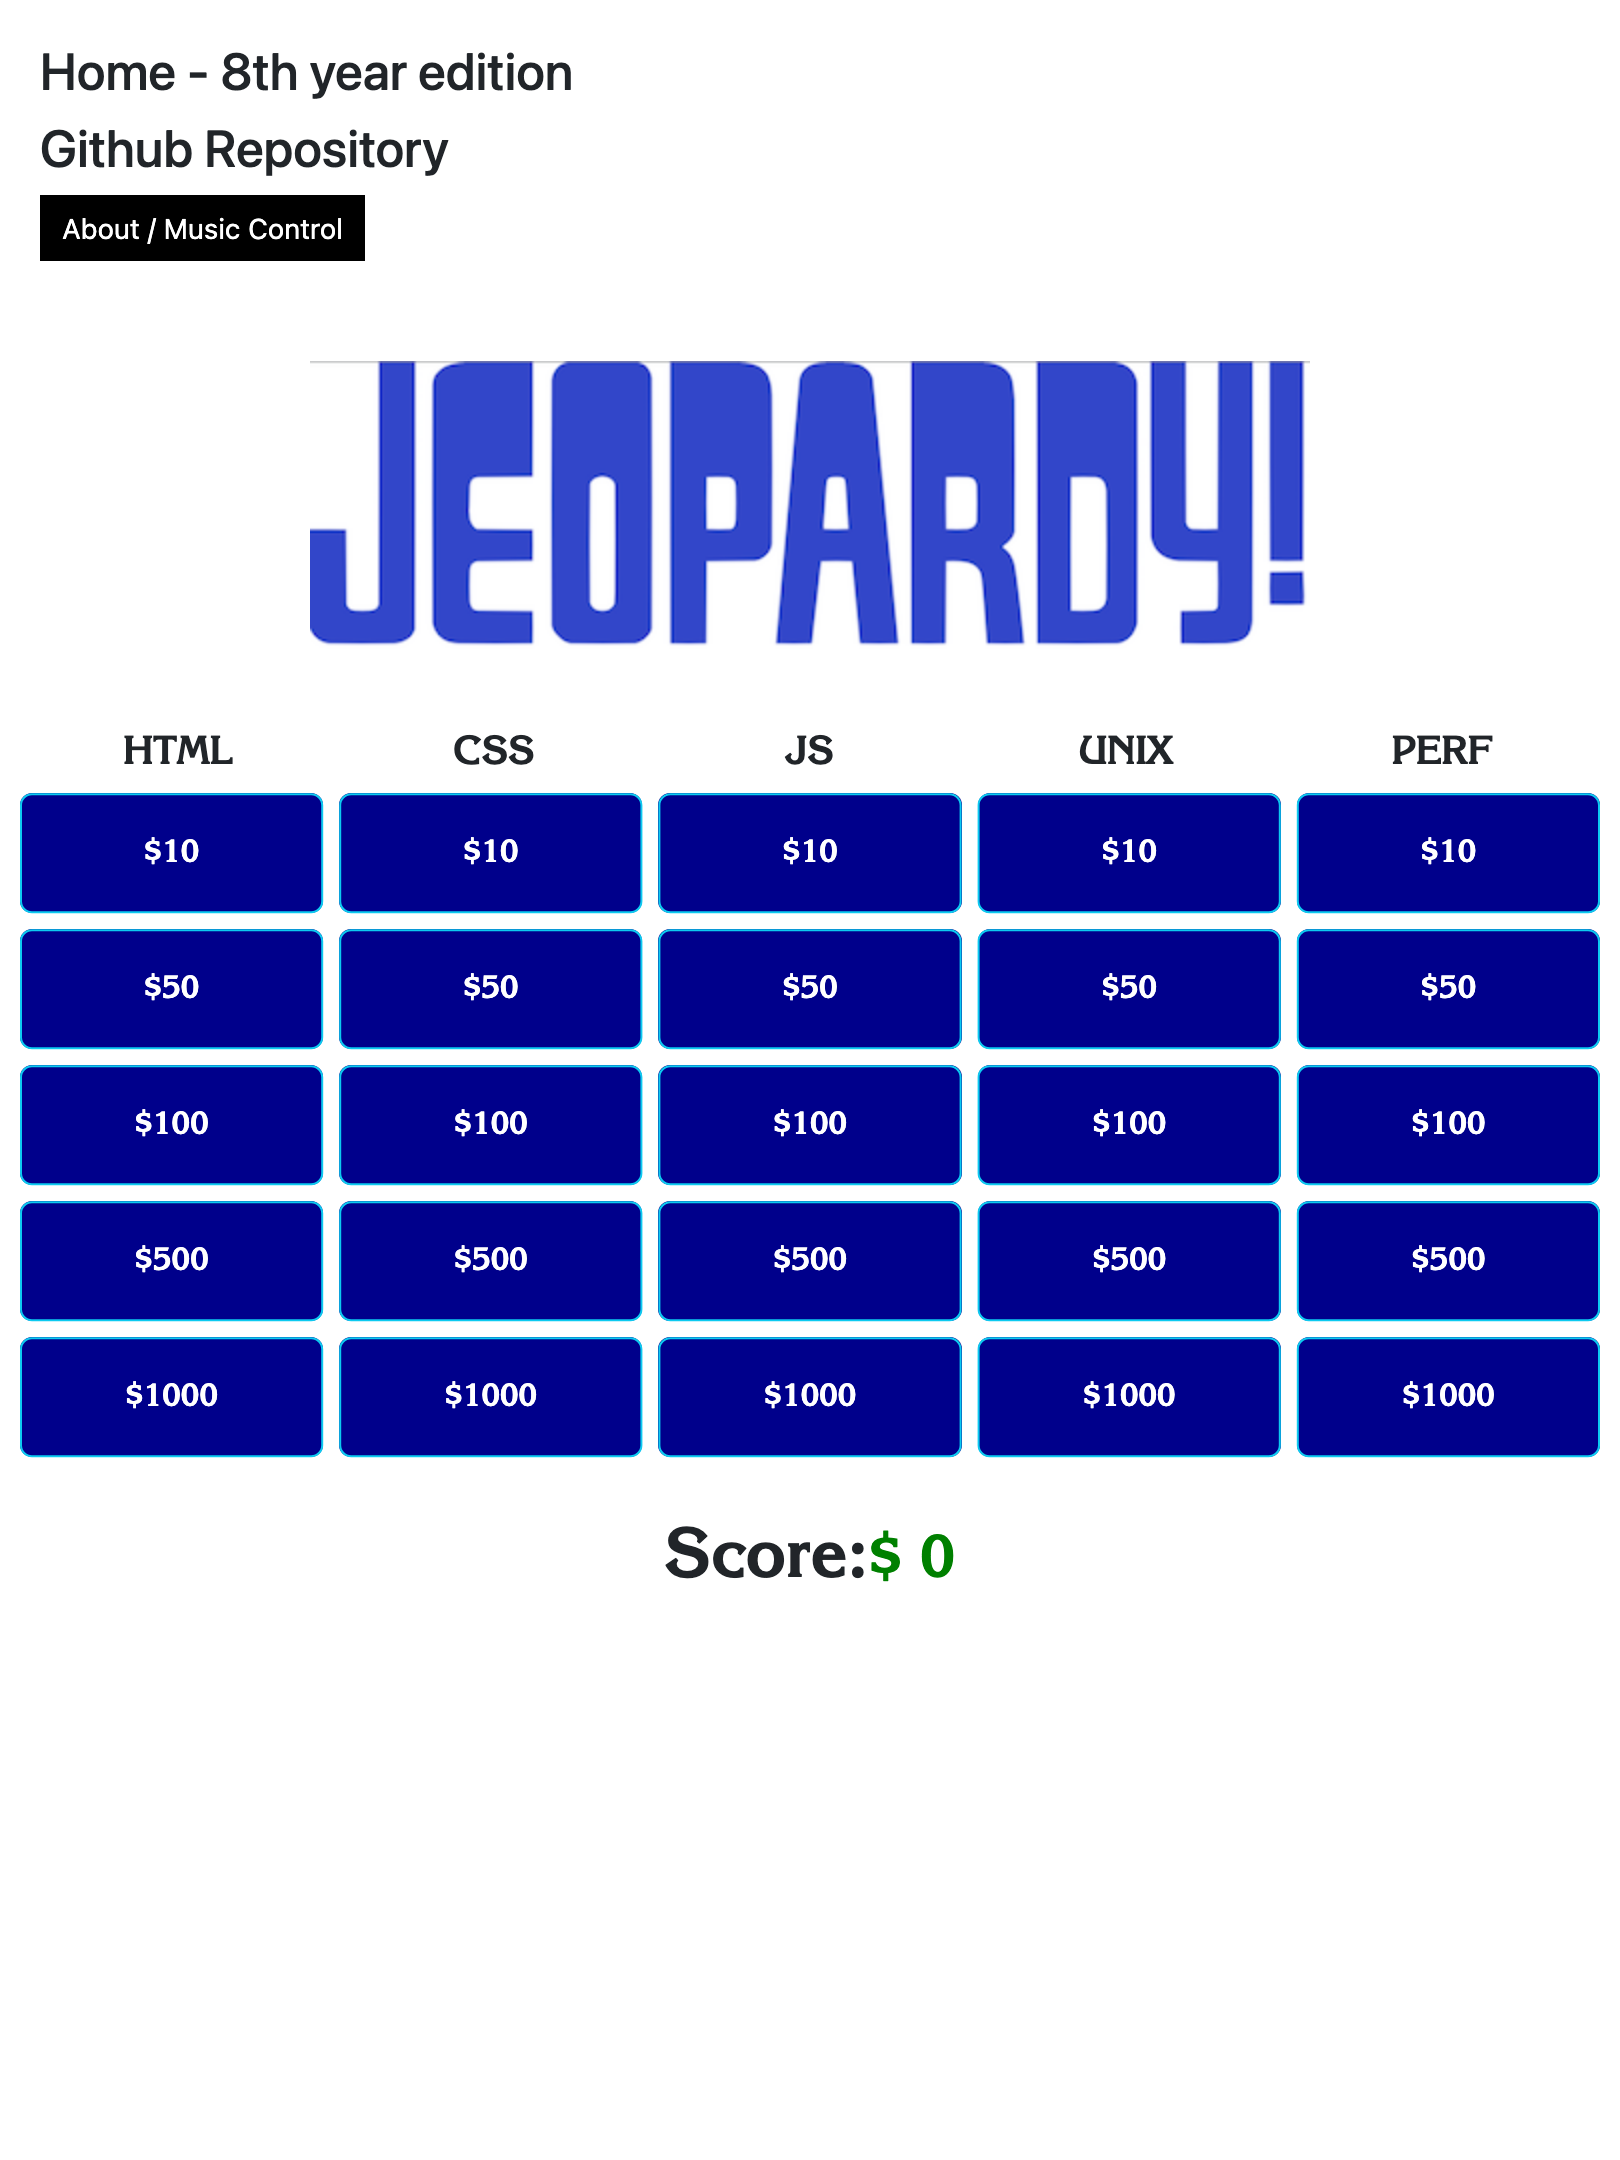 Home - 8th year edition
Github Repository
About / Music Control
JEOPARDY!
HTML CSS JS UNIX PERF
$10 $10 $10 $10 $10
$50 $50 $50 $50 $50
$100 $100 $100 $100 $100
$500 $500 $500 $500 $500
$1000 $1000 $1000 $1000 $1000
Score:$ 0